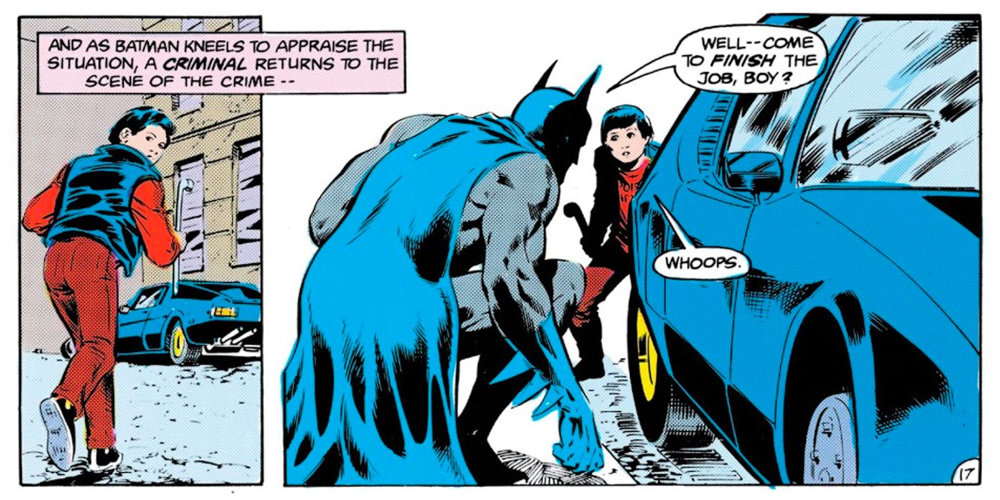 AND AS BATMAN KNEELS TO APPRAISE THE
SITUATION, A CRIMINAL RETURNS TO THE
SCENE OF THE CRIME --
WELL--COME
TO FINISH THE
JOB, BOY?
WHOOPS.
17